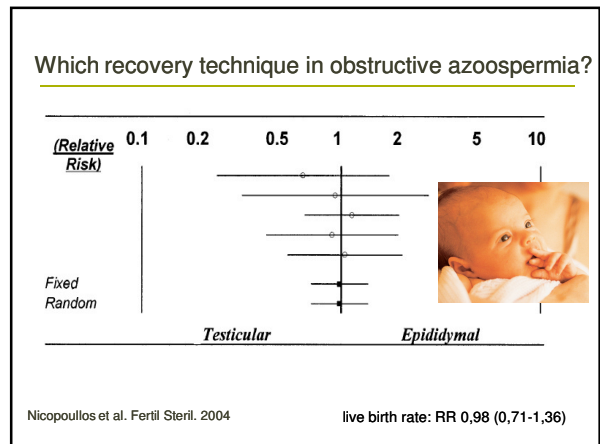 Which recovery technique in obstructive azoospermia?
(Relative Risk) 0.1 0.2 0.5 1 2 5 10
Fixed
Random
Testicular Epididymal
Nicopoullos et al. Fertil Steril. 2004 live birth rate: RR 0,98 (0,71-1,36)